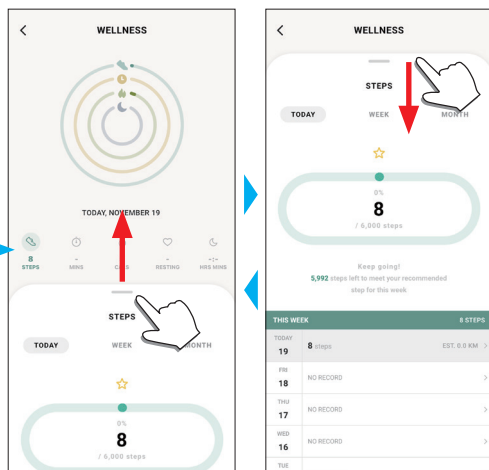 WELLNESS
TODAY, NOVEMBER 19
8 - - - -:-
STEPS MINS RESTING HRS MINS
STEPS
TODAY WEEK MONTH
0%
8
/ 6,000 steps
WELLNESS
STEPS
TODAY WEEK MONTH
0%
8
/ 6,000 steps
Keep going!
5,992 steps left to meet your recommended
step for this week
THIS WEEK 8 STEPS
TODAY
19 8 steps EST. 0.0 KM >
FRI
18 NO RECORD >
THU
17 NO RECORD >
WED
16 NO RECORD >
TUE